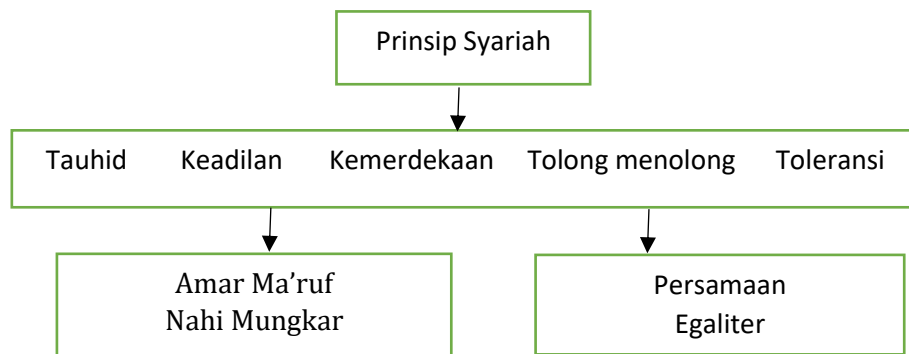 Prinsip Syariah
Tauhid Keadilan Kemerdekaan Tolong menolong Toleransi
Amar Ma’ruf
Nahi Mungkar
Persamaan
Egaliter